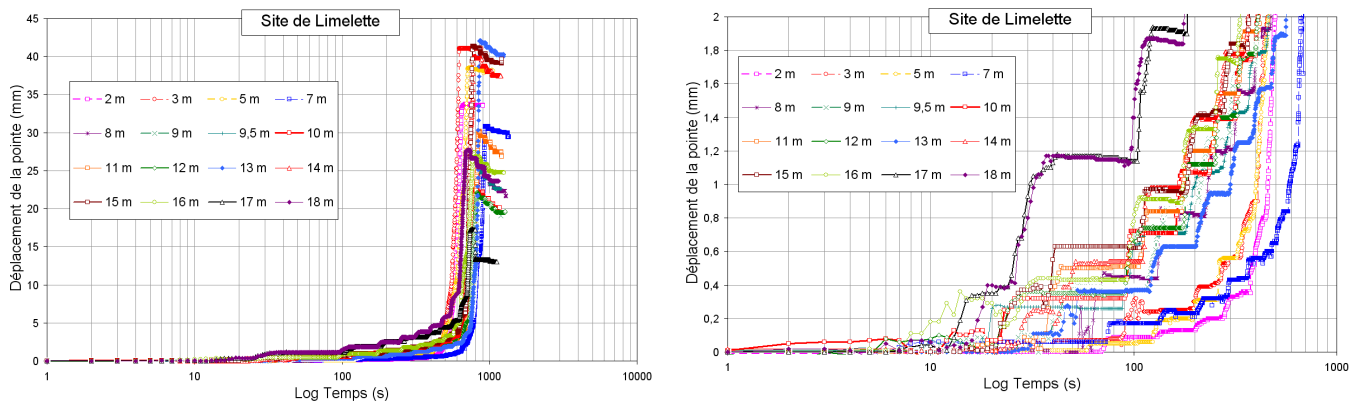 Site de Limelette
Déplacement de la pointe (mm)
45
40
35
30
25
20
15
10
5
0
2 m 3 m 5 m 7 m
8 m 9 m 9,5 m 10 m
11 m 12 m 13 m 14 m
15 m 16 m 17 m 18 m
1 10 100 1000 10000
Log Temps (s)
Site de Limelette
Déplacement de la pointe (mm)
2
1,8
1,6
1,4
1,2
1
0,8
0,6
0,4
0,2
0
2 m 3 m 5 m 7 m
8 m 9 m 9,5 m 10 m
11 m 12 m 13 m 14 m
15 m 16 m 17 m 18 m
1 10 100 1000
Log Temps (s)